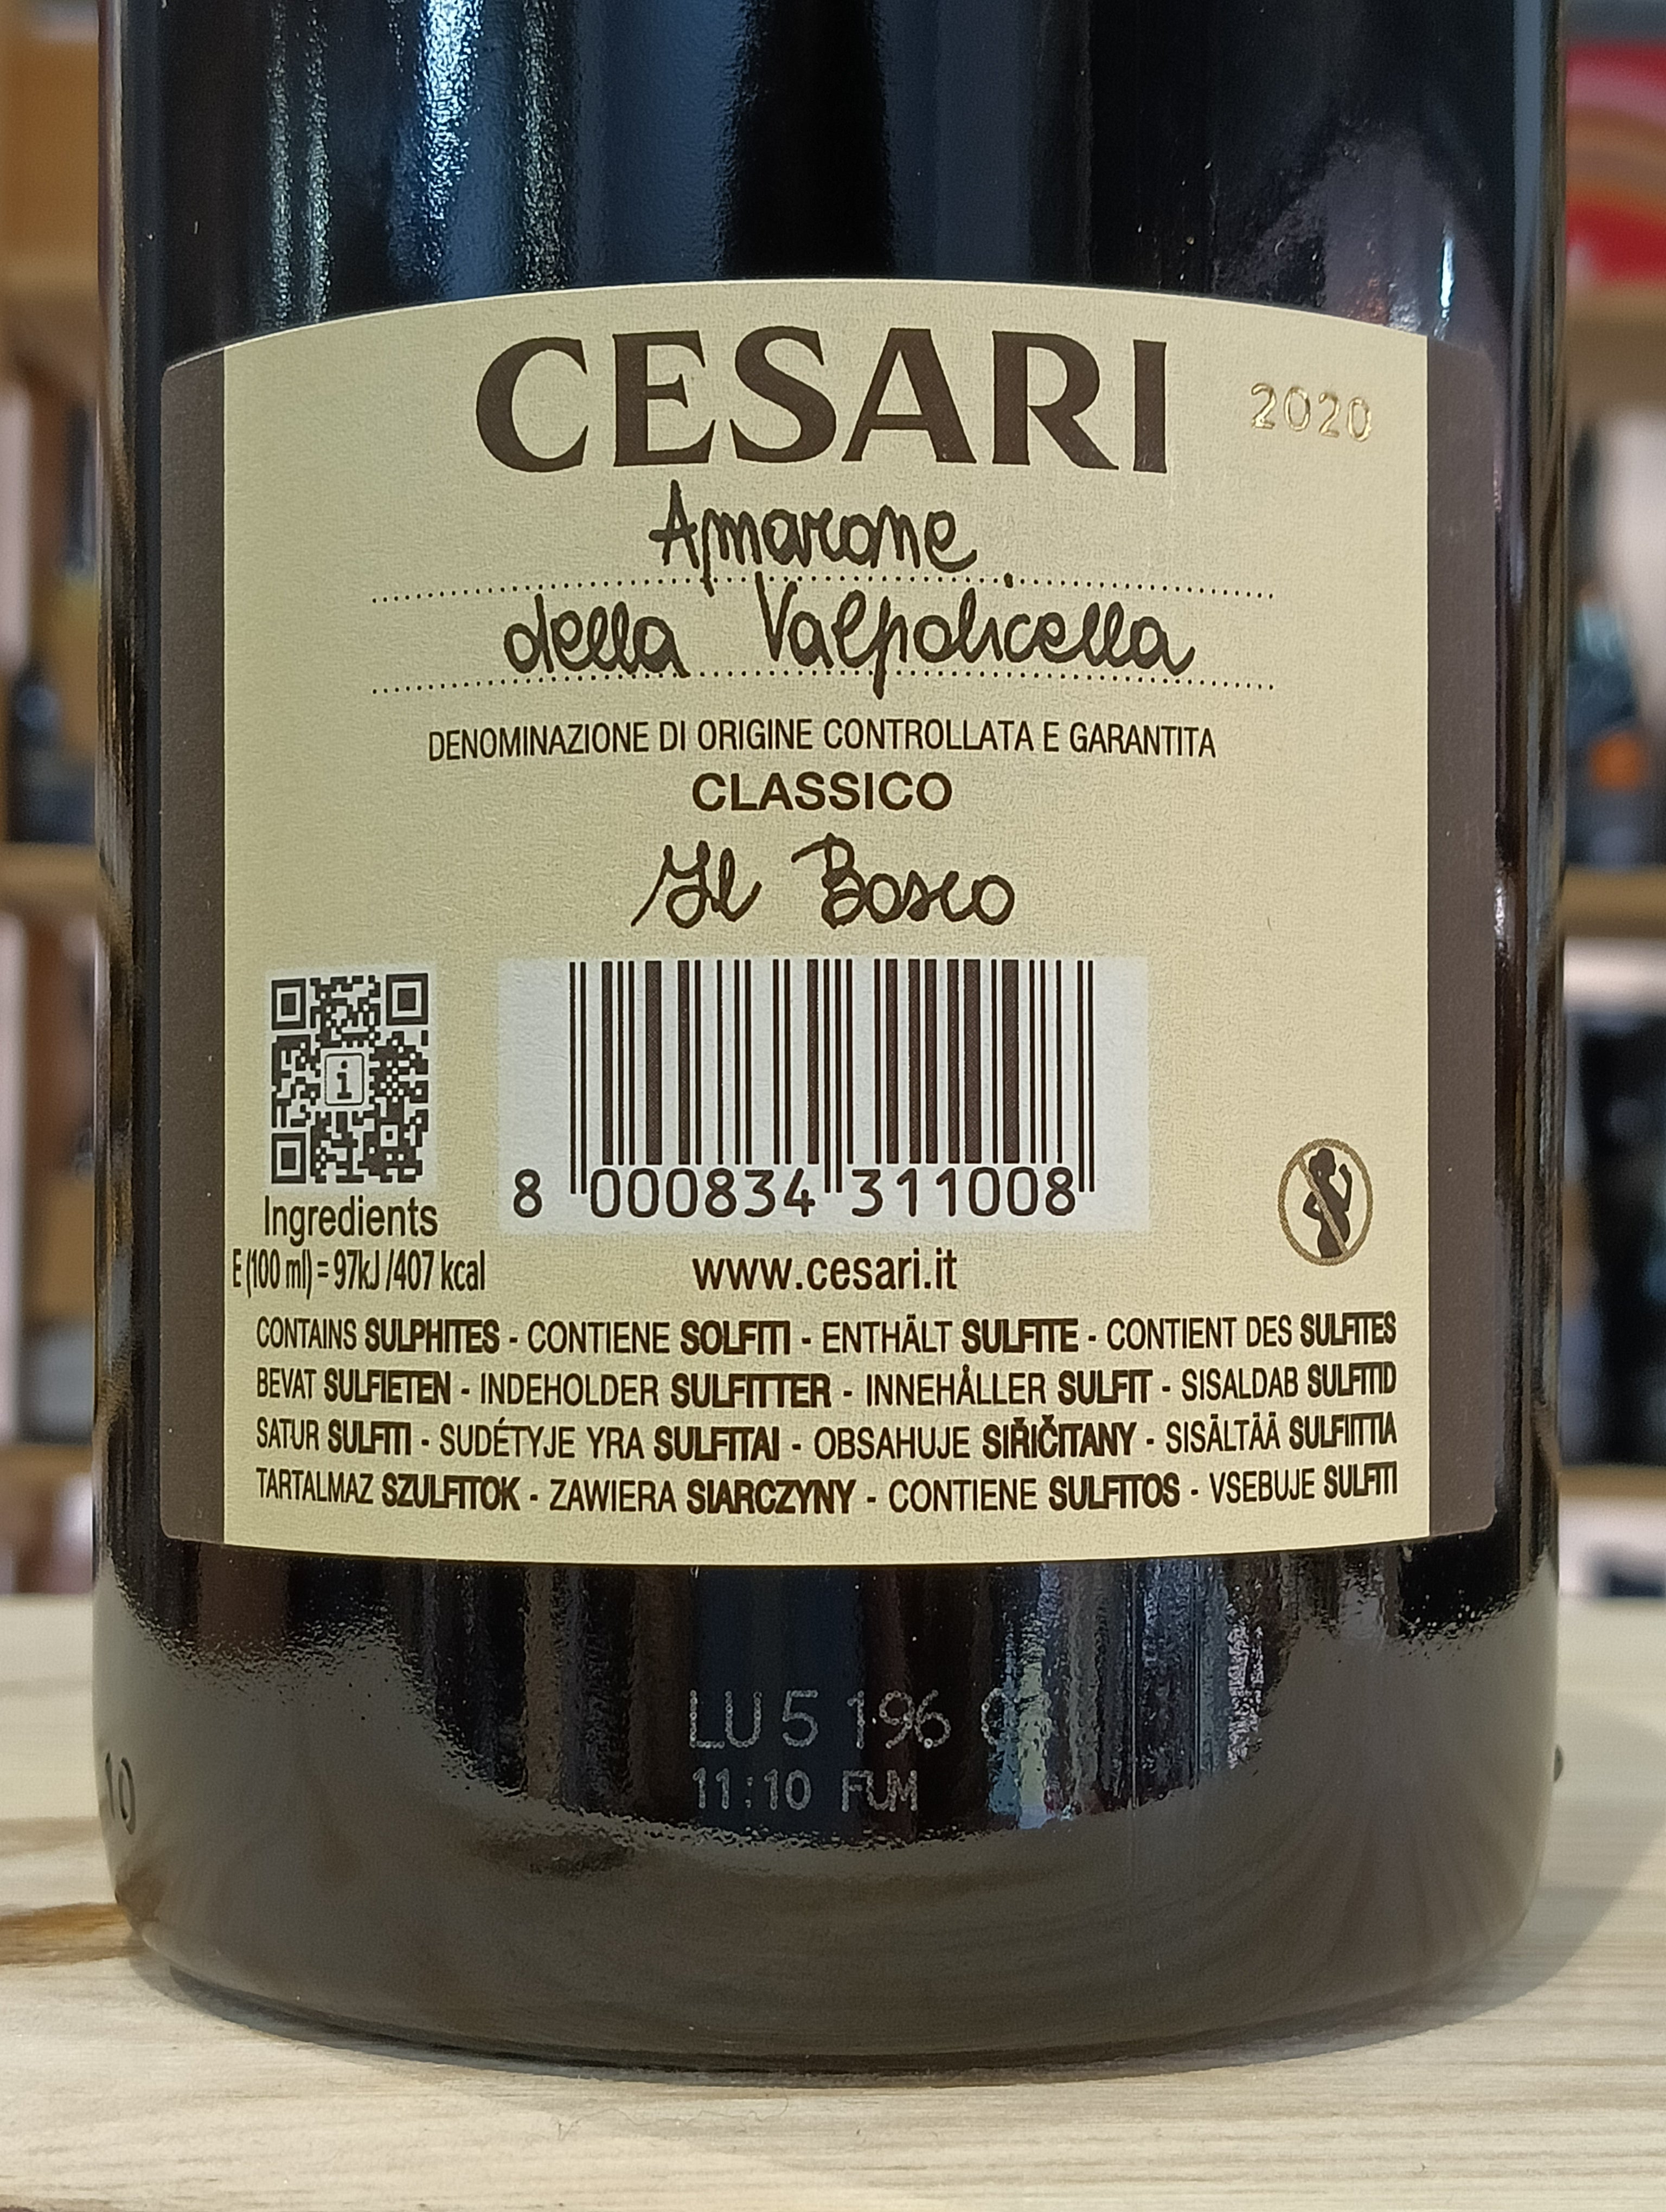 CESARI
2020
Amarone
della Valpolicella
DENOMINAZIONE DI ORIGINE CONTROLLATA E GARANTITA
CLASSICO
Il Bosco
i
8 000834 311008
Ingredients
E (100 ml) = 97kJ /407 kcal
www.cesari.it
CONTAINS SULPHITES - CONTIENE SOLFITI - ENTHÄLT SULFITE - CONTIENT DES SULFITES
BEVAT SULFIETEN - INDEHOLDER SULFITTER - INNEHÅLLER SULFIT - SISALDAB SULFITID
SATUR SULFITI - SUDÉTYJE YRA SULFITAI - OBSAHUJE SIŘIČITANY - SISÄLTÄÄ SULFIITTIA
TARTALMAZ SZULFITOK - ZAWIERA SIARCZYNY - CONTIENE SULFITOS - VSEBUJE SULFITI
LU5 196
11:10 FUM
10